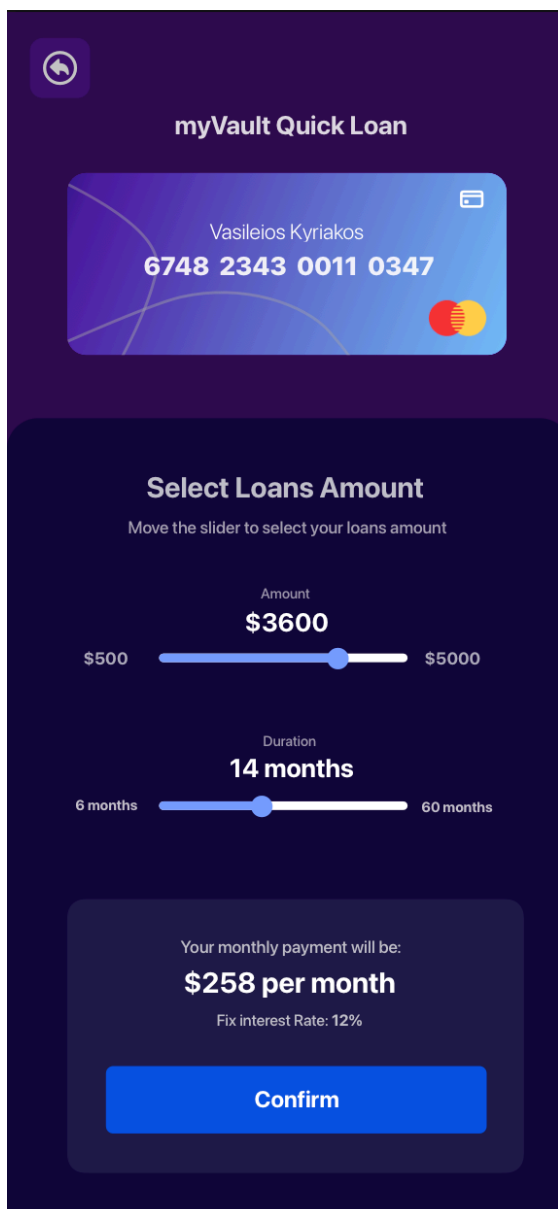 myVault Quick Loan
Vasileios Kyriakos
6748 2343 0011 0347
Select Loans Amount
Move the slider to select your loans amount
Amount
$3600
$500 $5000
Duration
14 months
6 months 60 months
Your monthly payment will be:
$258 per month
Fix interest Rate: 12%
Confirm